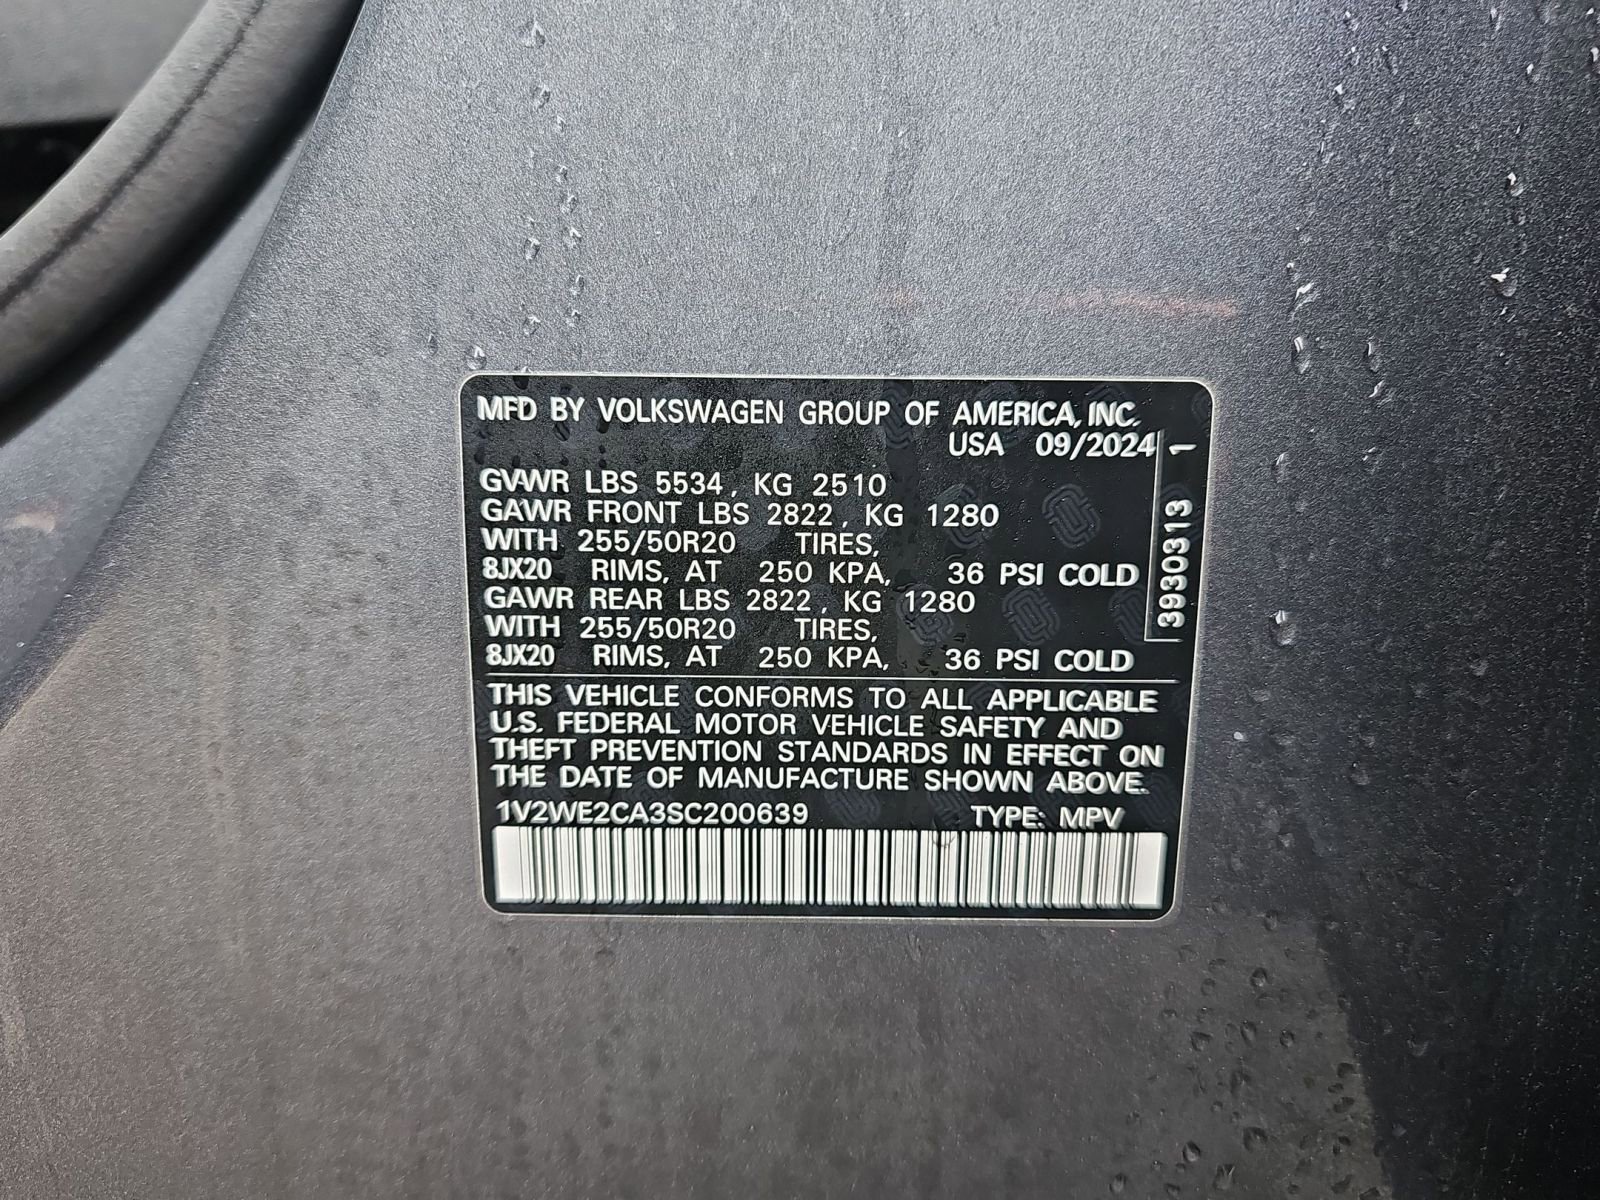 MFD BY VOLKSWAGEN GROUP OF AMERICA, INC.
USA 09/2024
GVWR LBS 5534, KG 2510
GAWR FRONT LBS 2822, KG 1280
WITH 255/50R20 TIRES,
8JX20 RIMS, AT 250 KPA, 36 PSI COLD
GAWR REAR LBS 2822, KG 1280
WITH 255/50R20 TIRES,
8JX20 RIMS, AT 250 KPA, 36 PSI COLD
3930313 1
THIS VEHICLE CONFORMS TO ALL APPLICABLE
U.S. FEDERAL MOTOR VEHICLE SAFETY AND
THEFT PREVENTION STANDARDS IN EFFECT ON
THE DATE OF MANUFACTURE SHOWN ABOVE.
1V2WE2CA3SC200639 TYPE: MPV